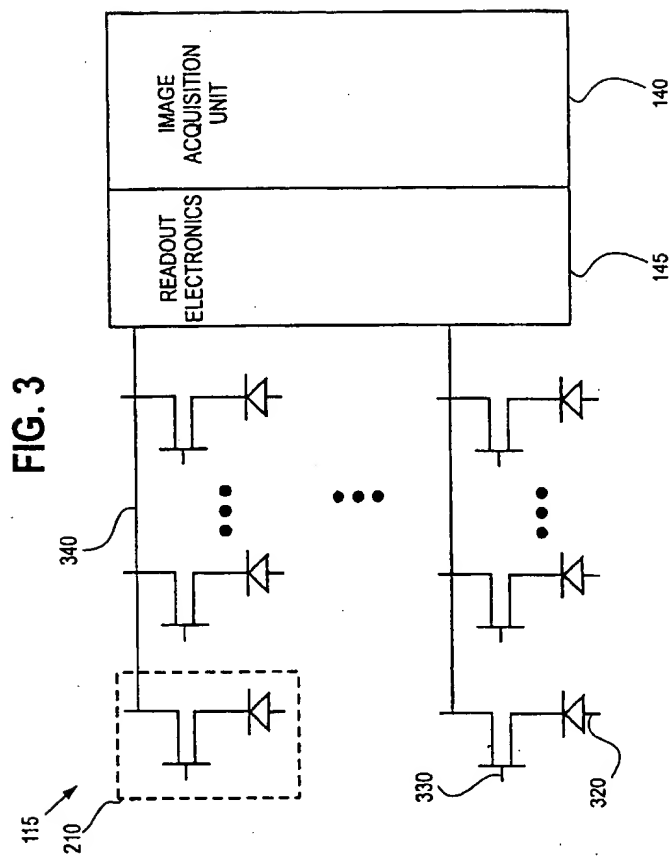 FIG. 3
115
210
340
330
320
READOUT
ELECTRONICS
IMAGE
ACQUISITION
UNIT
145
140